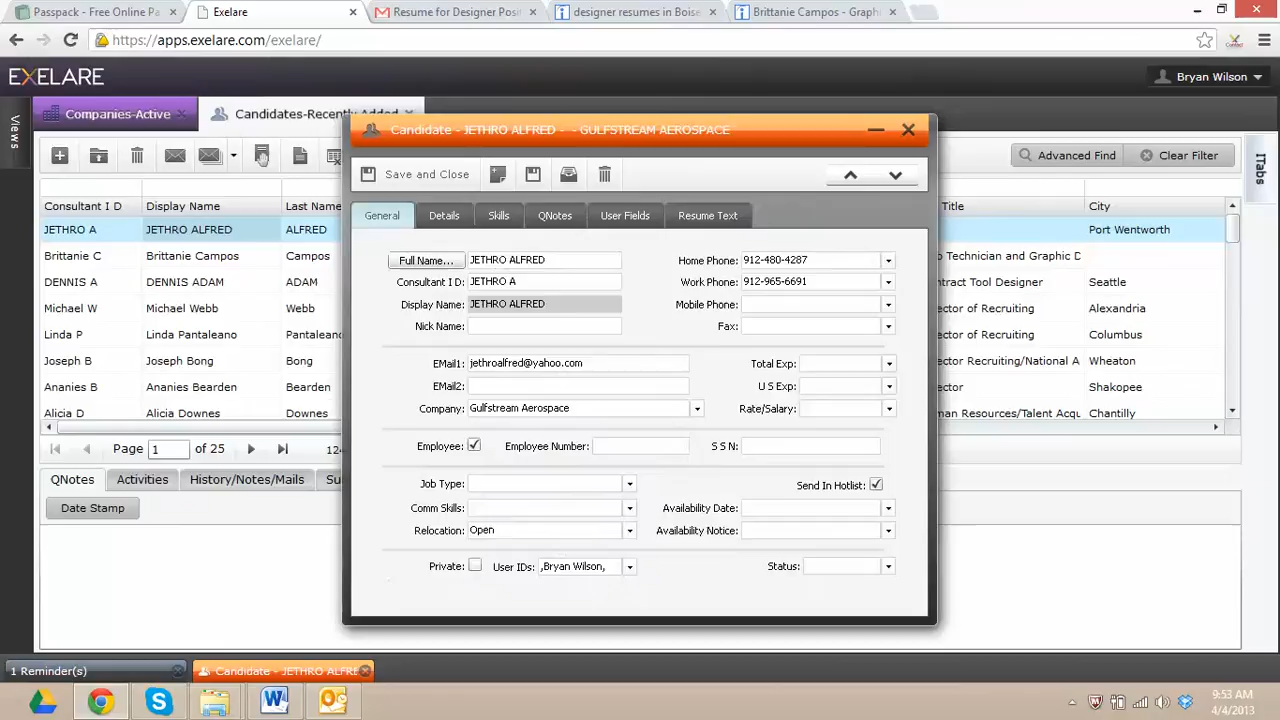 Passpack - Free Online Pa
Exelare
Resume for Designer Posit
designer resumes in Boise
Brittanie Campos - Graph
https://apps.exelare.com/exelare/
Contact
EXELARE
Bryan Wilson
Views
Companies-Active
Candidates-Recently Added
Candidate - JETHRO ALFRED - - GULFSTREAM AEROSPACE
Save and Close
Advanced Find
Clear Filter
ITabs
General Details Skills QNotes User Fields Resume Text
Consultant I D Display Name Last Name Title City
JETHRO A JETHRO ALFRED ALFRED Port Wentworth
Brittanie C Brittanie Campos Campos Technician and Graphic D
DENNIS A DENNIS ADAM ADAM tract Tool Designer Seattle
Michael W Michael Webb Webb ector of Recruiting Alexandria
Linda P Linda Pantaleano Pantaleano ector of Recruiting Columbus
Joseph B Joseph Bong Bong ector Recruiting/National A Wheaton
Ananies B Ananies Bearden Bearden ector Shakopee
Alicia D Alicia Downes Downes man Resources/Talent Acqu Chantilly
Page 1 of 25 124
QNotes Activities History/Notes/Mails Su
Date Stamp
Full Name... JETHRO ALFRED Home Phone: 912-480-4287
Consultant I D: JETHRO A Work Phone: 912-965-6691
Display Name: JETHRO ALFRED Mobile Phone:
Nick Name: Fax:
EMail1: jethroalfred@yahoo.com Total Exp:
EMail2: U S Exp:
Company: Gulfstream Aerospace Rate/Salary:
Employee: Employee Number: S S N:
Job Type: Send In Hotlist:
Comm Skills: Availability Date:
Relocation: Open Availability Notice:
Private: User IDs: ,Bryan Wilson, Status:
1 Reminder(s)
Candidate - JETHRO ALFRE
9:53 AM
4/4/2013